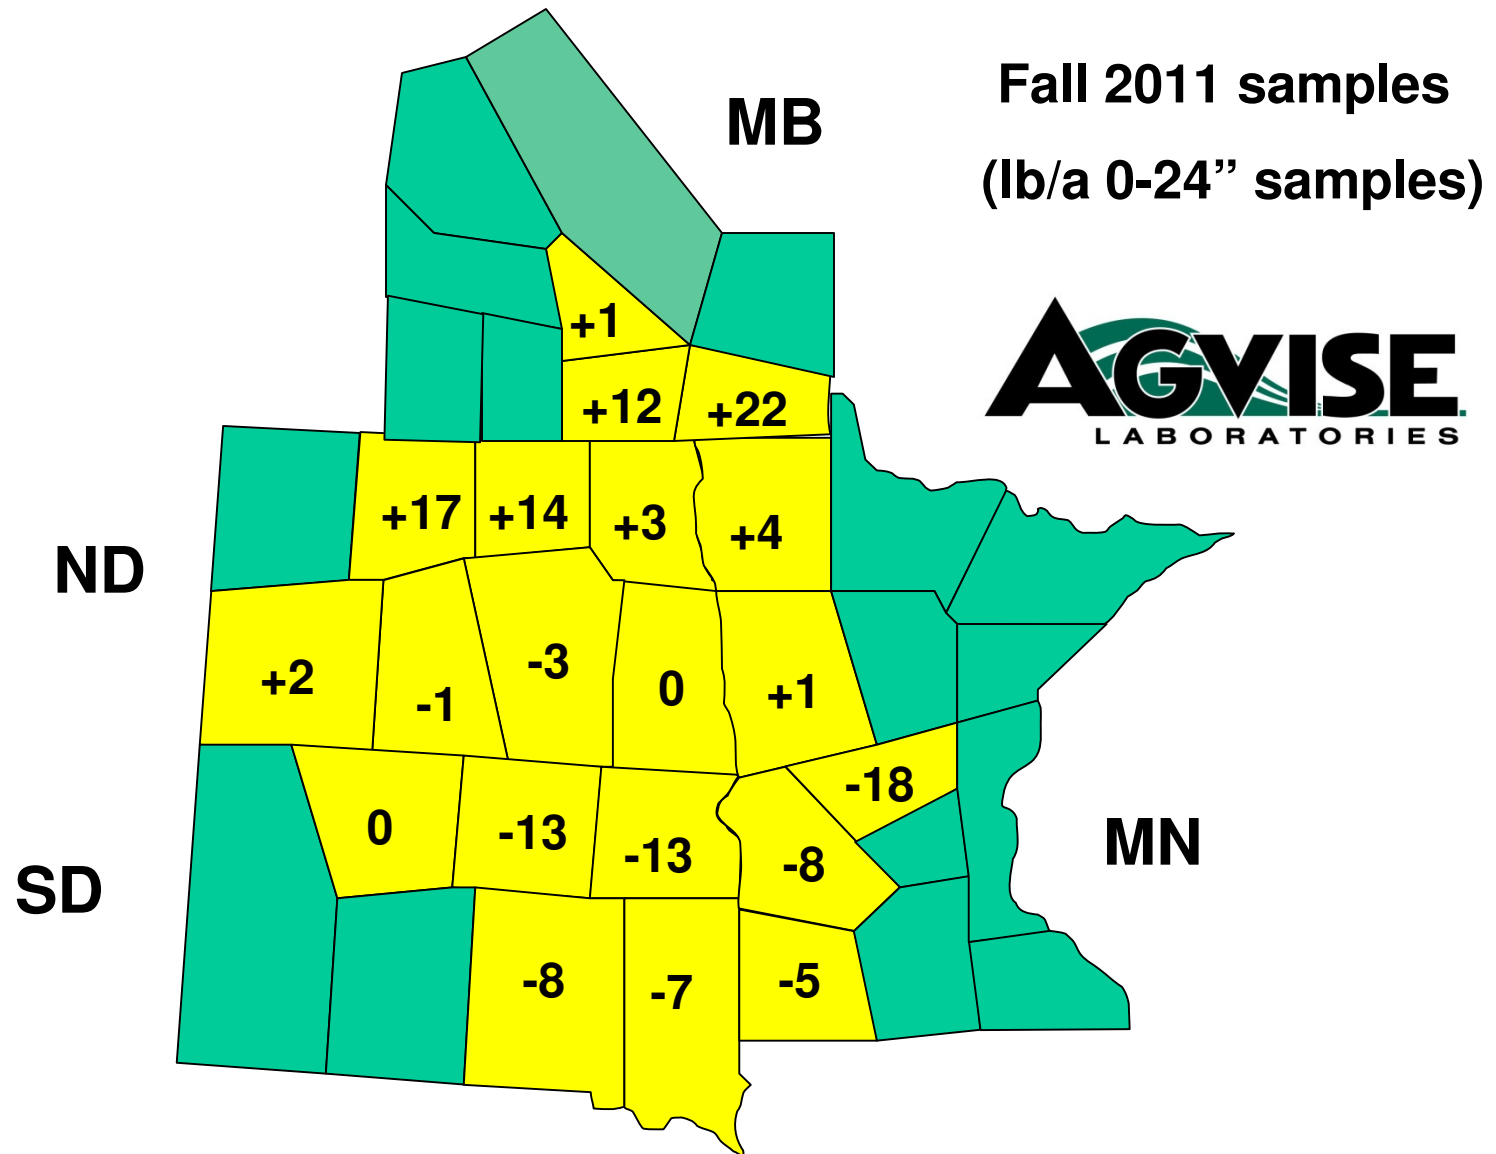 Fall 2011 samples
MB
(lb/a 0-24” samples)
+1
AGVISE
LABORATORIES
+12
+22
+17
+14
+3
+4
ND
+2
-1
-3
0
+1
-18
0
-13
-13
-8
MN
SD
-8
-7
-5